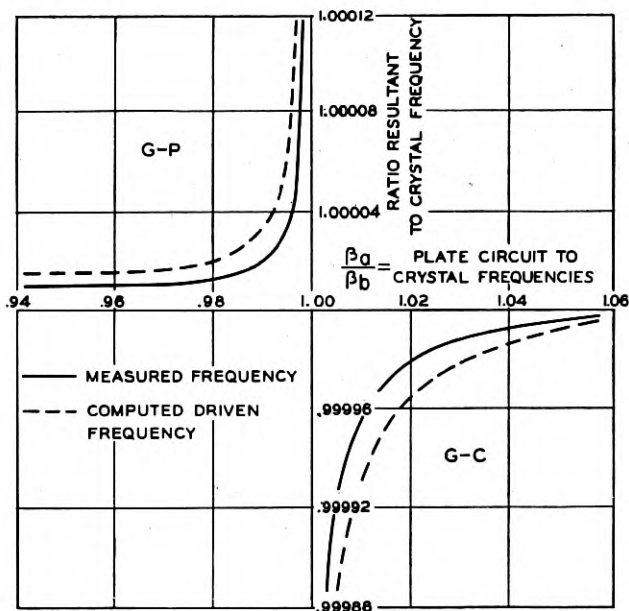 1.00012
RATIO RESULTANT
TO CRYSTAL FREQUENCY
1.00008
G-P
1.00004
βa/βb = PLATE CIRCUIT TO
CRYSTAL FREQUENCIES
.94 .96 .98 1.00 1.02 1.04 1.06
MEASURED FREQUENCY
COMPUTED DRIVEN
FREQUENCY
.99996
G-C
.99992
.99988